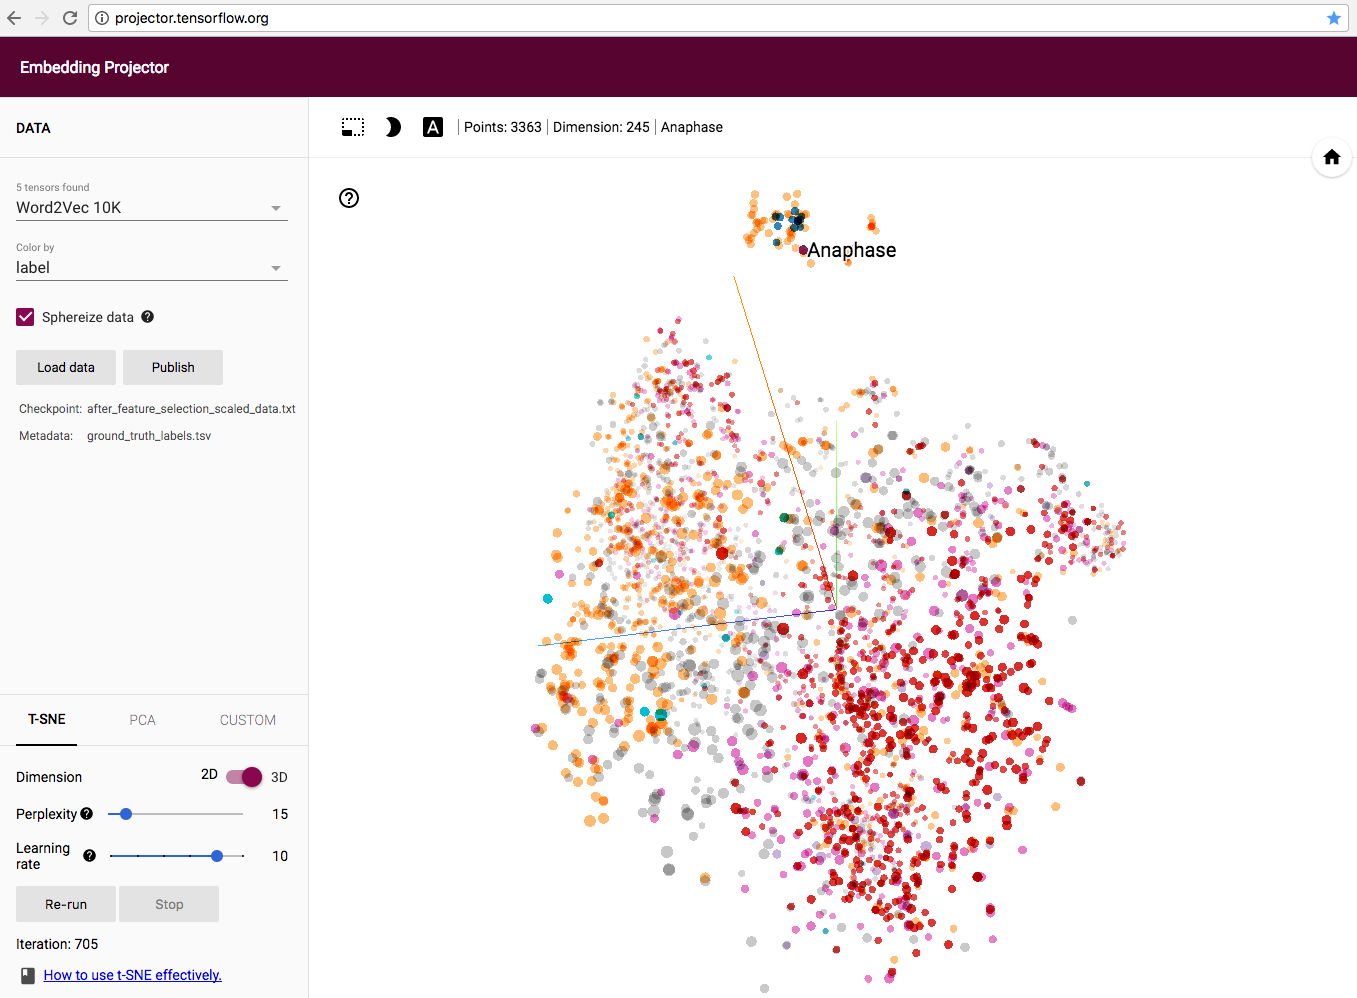 projector.tensorflow.org
Embedding Projector
DATA
A
Points: 3363 | Dimension: 245 | Anaphase
5 tensors found
Word2Vec 10K
Color by
label
Sphereize data
Load data
Publish
Checkpoint: after_feature_selection_scaled_data.txt
Metadata: ground_truth_labels.tsv
Anaphase
T-SNE
PCA
CUSTOM
Dimension 2D 3D
Perplexity 15
Learning
rate
10
Re-run
Stop
Iteration: 705
How to use t-SNE effectively.